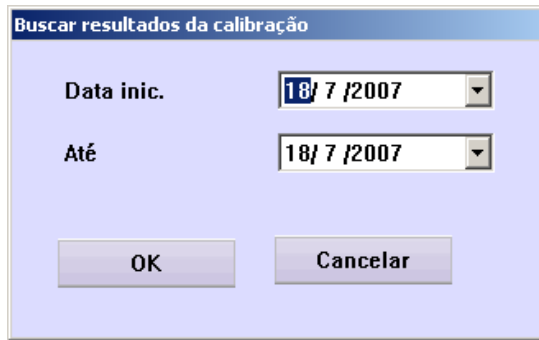 Buscar resultados da calibração
Data inic. 18/ 7 /2007
Até 18/ 7 /2007
OK Cancelar